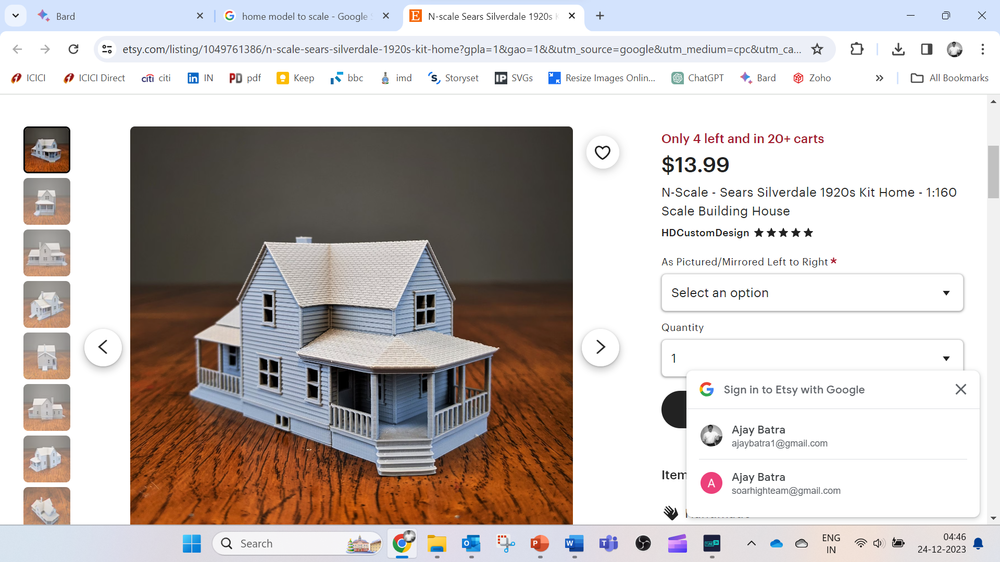 Bard
home model to scale - Google S
N-scale Sears Silverdale 1920s K
etsy.com/listing/1049761386/n-scale-sears-silverdale-1920s-kit-home?gpla=1&gao=1&&utm_source=google&utm_medium=cpc&utm_ca...
ICICI
ICICI Direct
citi citi
in IN
PD pdf
Keep
bbc
imd
Storyset
IP SVGs
Resize Images Onlin...
ChatGPT
Bard
Zoho
All Bookmarks
Only 4 left and in 20+ carts
$13.99
N-Scale - Sears Silverdale 1920s Kit Home - 1:160
Scale Building House
HDCustomDesign
As Pictured/Mirrored Left to Right *
Select an option
Quantity
1
Sign in to Etsy with Google
Ajay Batra
ajaybatra1@gmail.com
A
Ajay Batra
soarhighteam@gmail.com
Item
Search
ENG
IN
04:46
24-12-2023